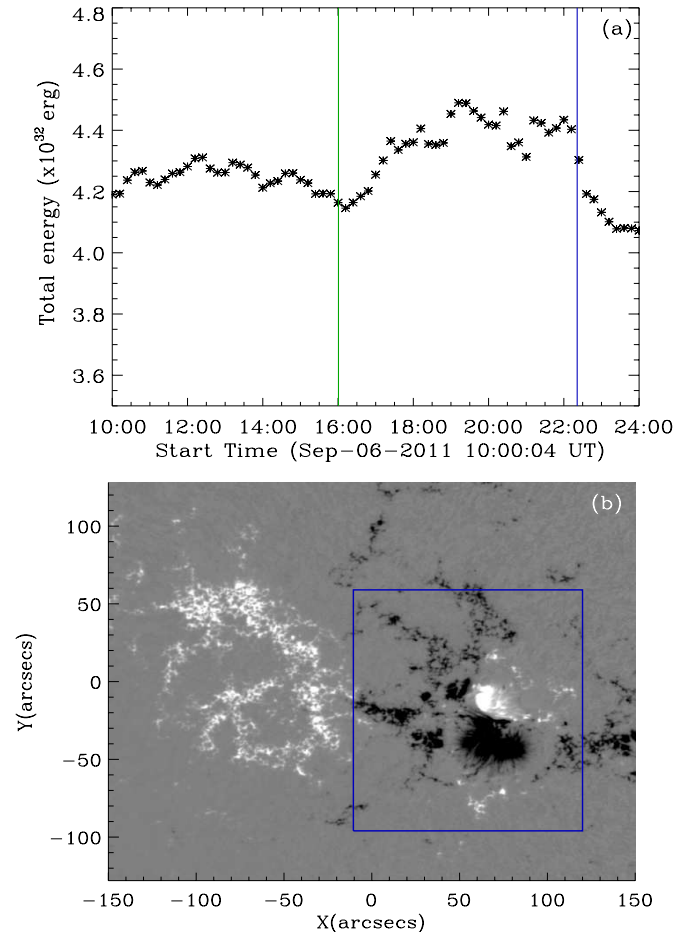 (a)
4.8
4.6
4.4
4.2
4.0
3.8
3.6
Total energy (x10³² erg)
10:00 12:00 14:00 16:00 18:00 20:00 22:00 24:00
Start Time (Sep-06-2011 10:00:04 UT)
(b)
100
50
0
-50
-100
Y(arcsecs)
-150 -100 -50 0 50 100 150
X(arcsecs)